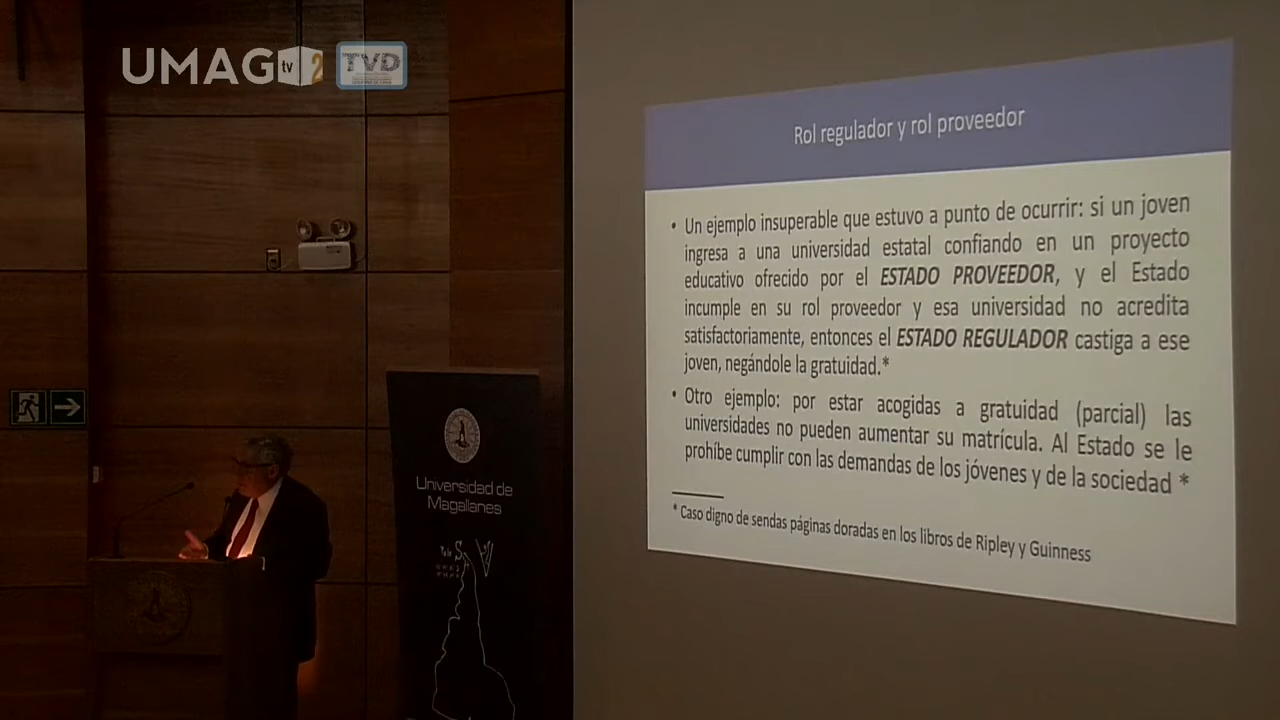 UMAG tv 2 TVD
Rol regulador y rol proveedor
• Un ejemplo insuperable que estuvo a punto de ocurrir: si un joven
ingresa a una universidad estatal confiando en un proyecto
educativo ofrecido por el ESTADO PROVEEDOR, y el Estado
incumple en su rol proveedor y esa universidad no acredita
satisfactoriamente, entonces el ESTADO REGULADOR castiga a ese
joven, negándole la gratuidad.*
• Otro ejemplo: por estar acogidas a gratuidad (parcial) las
universidades no pueden aumentar su matrícula. Al Estado se le
prohíbe cumplir con las demandas de los jóvenes y de la sociedad *
* Caso digno de sendas páginas doradas en los libros de Ripley y Guinness
Universidad de
Magallanes